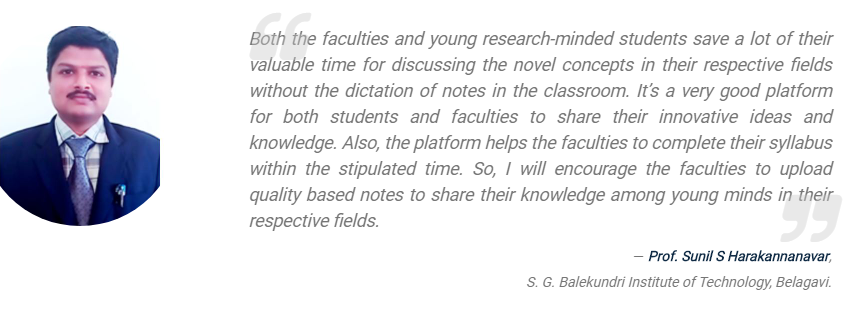 Both the faculties and young research-minded students save a lot of their
valuable time for discussing the novel concepts in their respective fields
without the dictation of notes in the classroom. It's a very good platform
for both students and faculties to share their innovative ideas and
knowledge. Also, the platform helps the faculties to complete their syllabus
within the stipulated time. So, I will encourage the faculties to upload
quality based notes to share their knowledge among young minds in their
respective fields.
— Prof. Sunil S Harakannanavar,
S. G. Balekundri Institute of Technology, Belagavi.